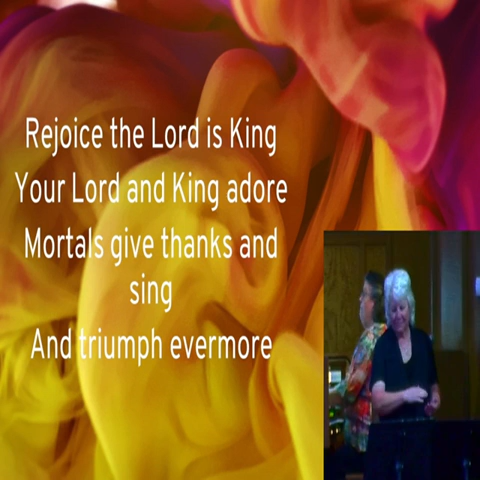 Rejoice the Lord is King
Your Lord and King adore
Mortals give thanks and
sing
And triumph evermore